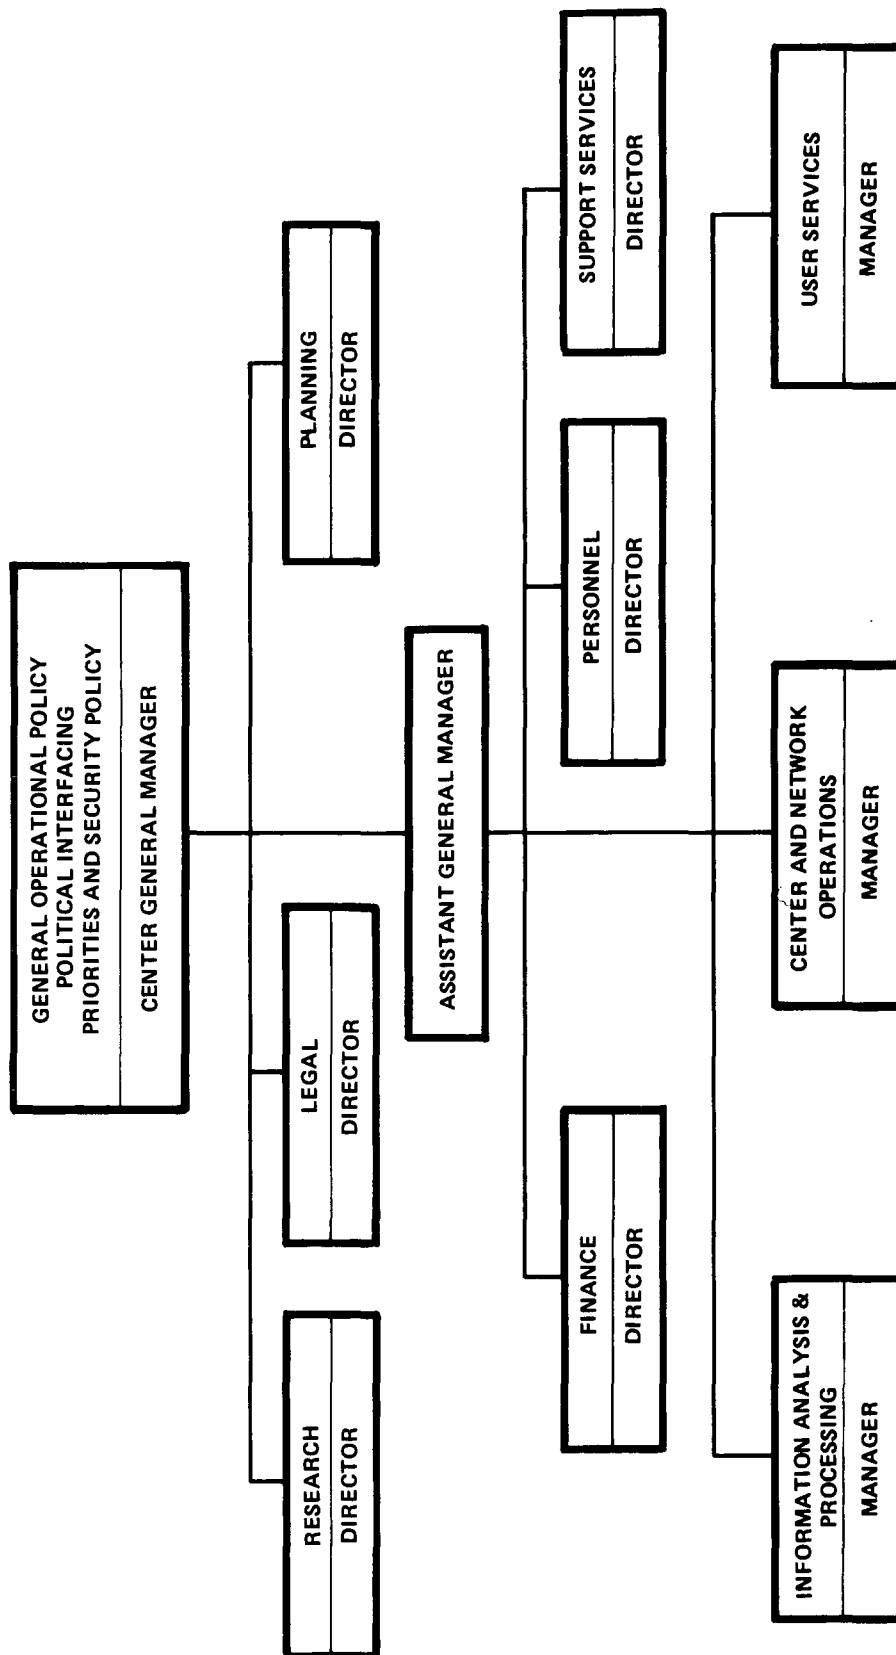 GENERAL OPERATIONAL POLICY
POLITICAL INTERFACING
PRIORITIES AND SECURITY POLICY
CENTER GENERAL MANAGER
RESEARCH
DIRECTOR
LEGAL
DIRECTOR
PLANNING
DIRECTOR
ASSISTANT GENERAL MANAGER
FINANCE
DIRECTOR
PERSONNEL
DIRECTOR
SUPPORT SERVICES
DIRECTOR
INFORMATION ANALYSIS &
PROCESSING
MANAGER
CENTER AND NETWORK
OPERATIONS
MANAGER
USER SERVICES
MANAGER